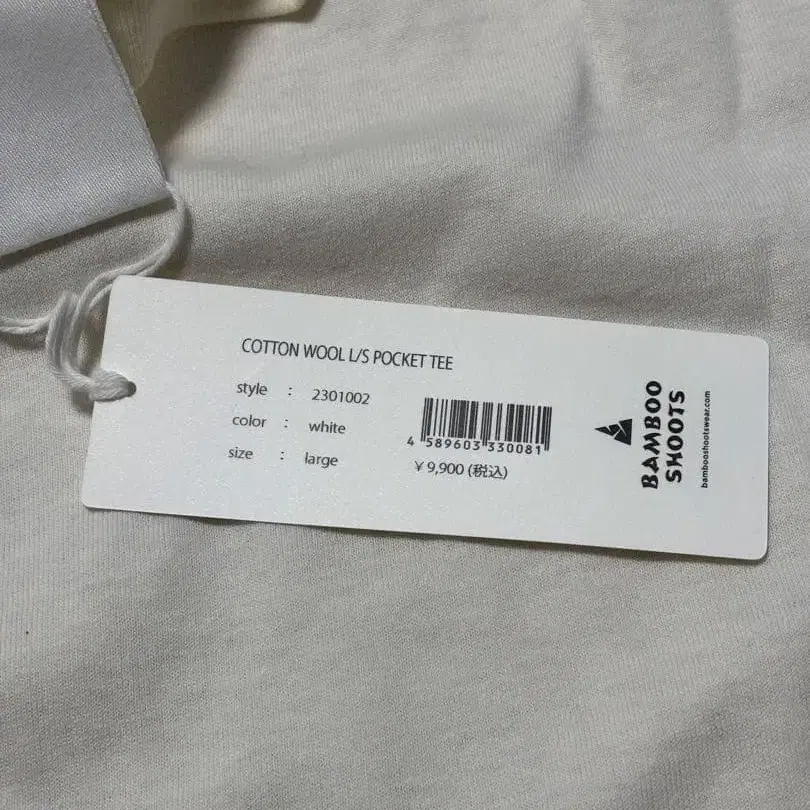 COTTON WOOL L/S POCKET TEE
style : 2301002
color : white
size : large
4 589603 330081
￥9,900 (税込)
BAMBOO
SHOOTS
bambooshootswear.com